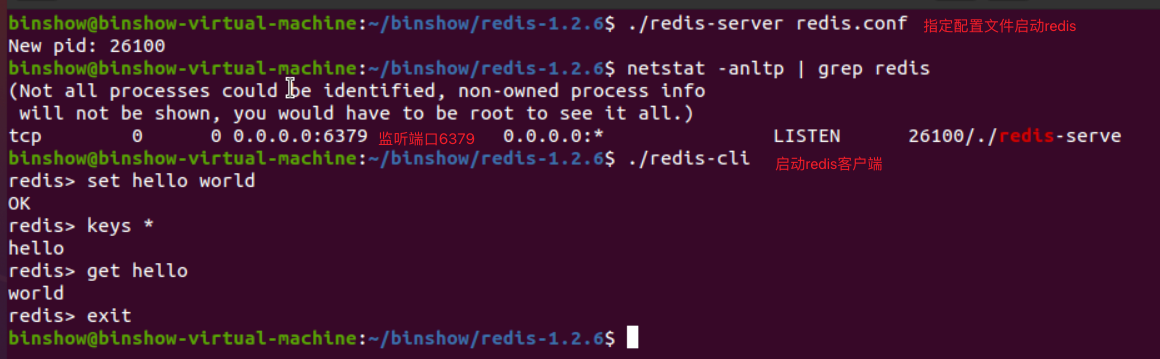 binshow@binshow-virtual-machine:~/binshow/redis-1.2.6$ ./redis-server redis.conf 指定配置文件启动redis
New pid: 26100
binshow@binshow-virtual-machine:~/binshow/redis-1.2.6$ netstat -anltp | grep redis
(Not all processes could be identified, non-owned process info
 will not be shown, you would have to be root to see it all.)
tcp        0      0 0.0.0.0:6379 监听端口6379 0.0.0.0:*               LISTEN      26100/./redis-serve
binshow@binshow-virtual-machine:~/binshow/redis-1.2.6$ ./redis-cli 启动redis客户端
redis> set hello world
OK
redis> keys *
hello
redis> get hello
world
redis> exit
binshow@binshow-virtual-machine:~/binshow/redis-1.2.6$